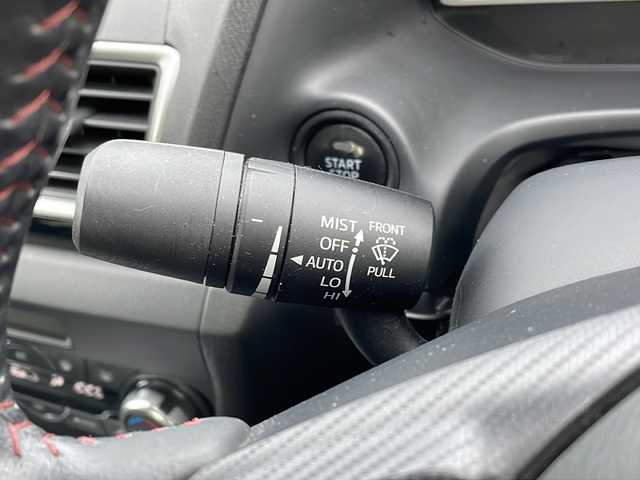 START
STOP
MIST
FRONT
OFF
AUTO
PULL
LO
HI